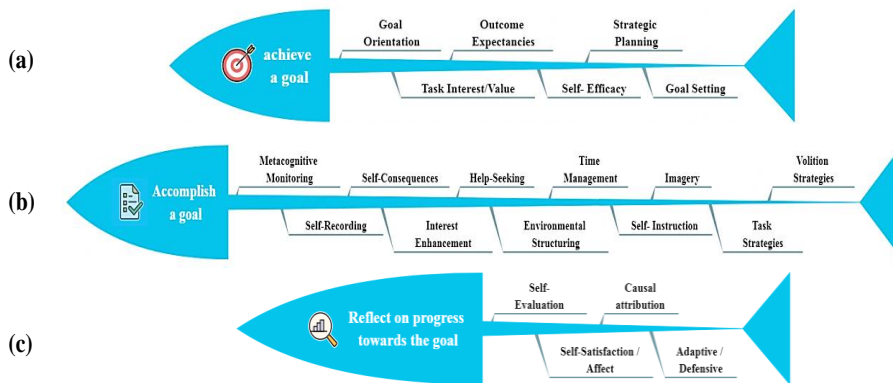 (a)
achieve
a goal
Goal
Orientation
Outcome
Expectancies
Strategic
Planning
Task Interest/Value
Self- Efficacy
Goal Setting
(b)
Accomplish
a goal
Metacognitive
Monitoring
Self-Consequences
Help-Seeking
Time
Management
Imagery
Volition
Strategies
Self-Recording
Interest
Enhancement
Environmental
Structuring
Self- Instruction
Task
Strategies
(c)
Reflect on progress
towards the goal
Self-
Evaluation
Causal
attribution
Self-Satisfaction /
Affect
Adaptive /
Defensive